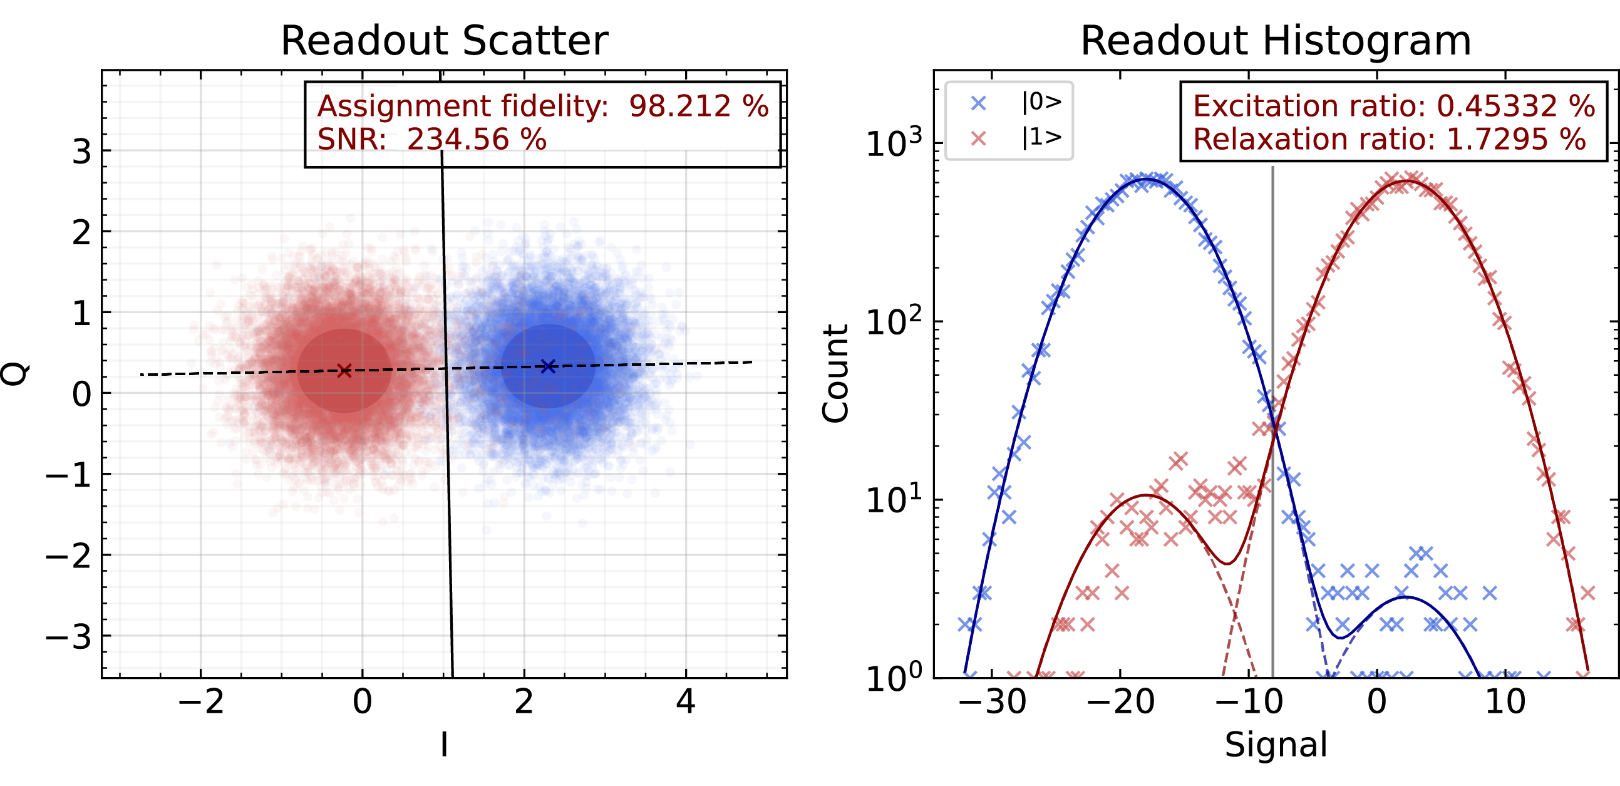 Readout Scatter
Assignment fidelity: 98.212 %
SNR: 234.56 %
3
2
1
0
−1
−2
−3
Q
−2
0
2
4
I
Readout Histogram
|0>
|1>
Excitation ratio: 0.45332 %
Relaxation ratio: 1.7295 %
10³
10²
10¹
10⁰
Count
−30
−20
−10
0
10
Signal